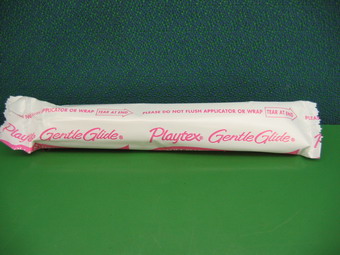 APPLICATOR OR WRAP TEAR AT END PLEASE DO NOT FLUSH APPLICATOR OR WRAP TEAR AT END
Playtex GentleGlide® Playtex® GentleGlide®